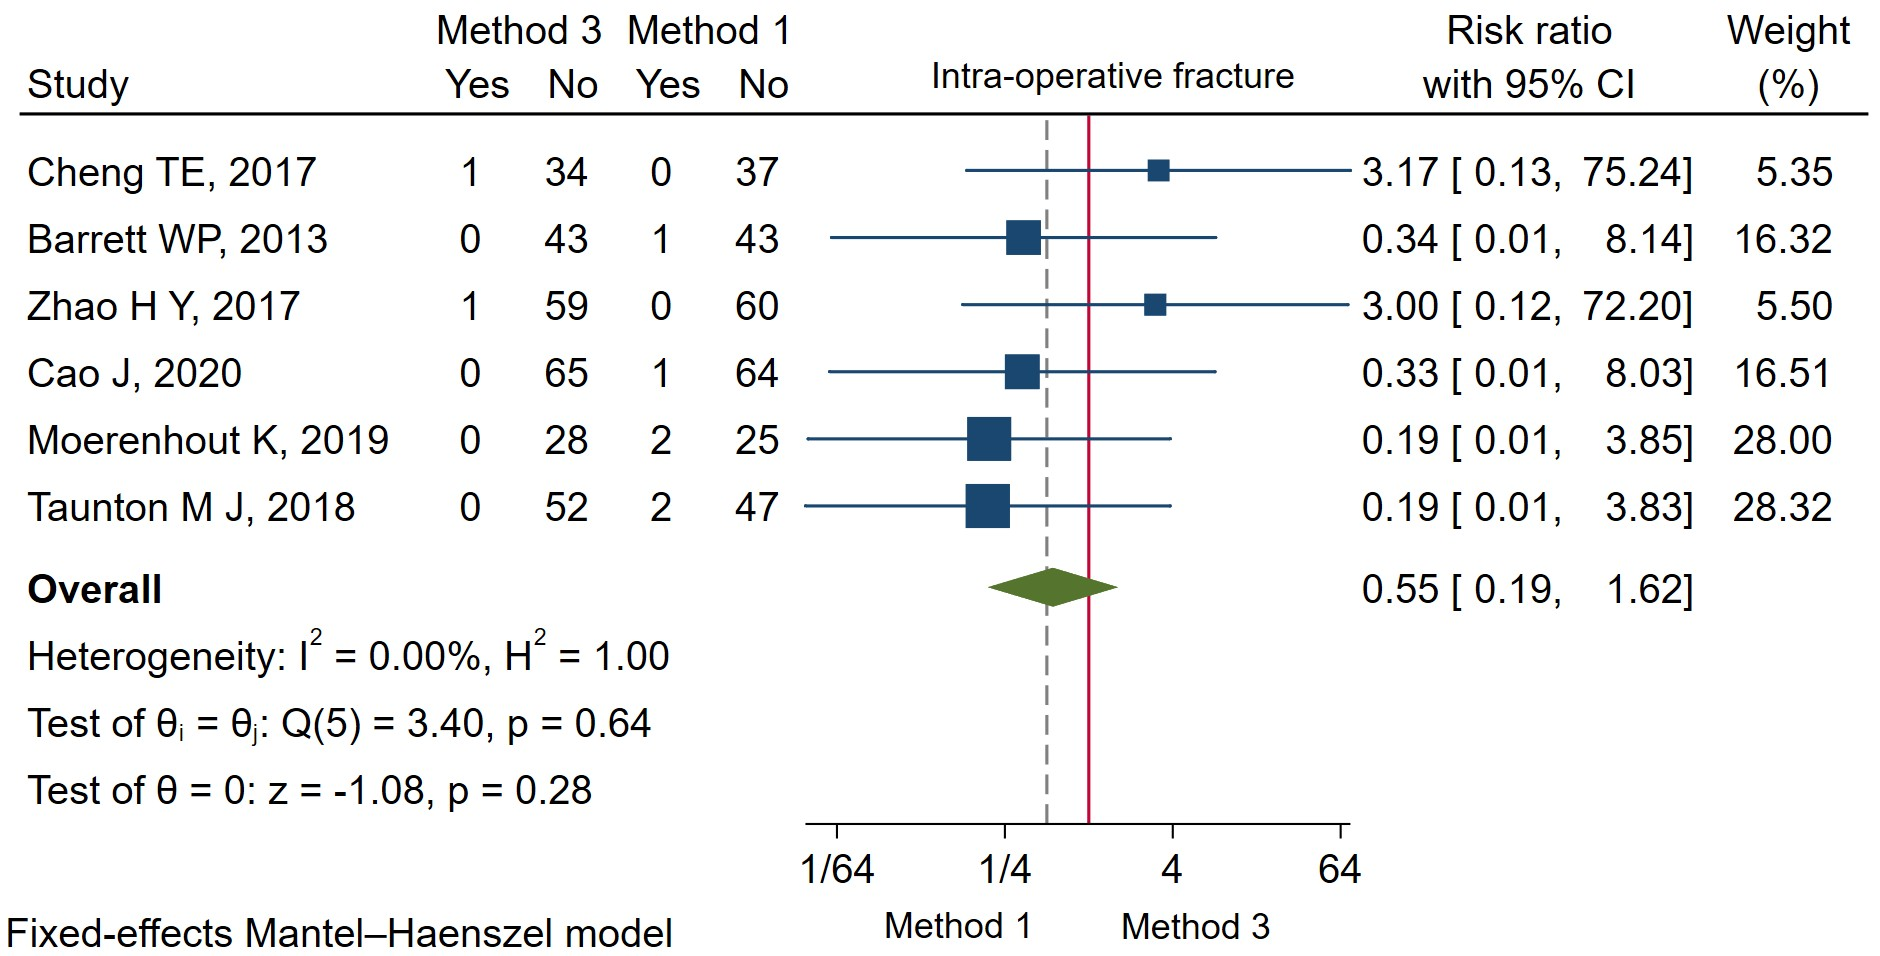 Method 3 Method 1 Risk ratio Weight
Study Yes No Yes No Intra-operative fracture with 95% CI (%)
Cheng TE, 2017 1 34 0 37 3.17 [ 0.13, 75.24] 5.35
Barrett WP, 2013 0 43 1 43 0.34 [ 0.01, 8.14] 16.32
Zhao H Y, 2017 1 59 0 60 3.00 [ 0.12, 72.20] 5.50
Cao J, 2020 0 65 1 64 0.33 [ 0.01, 8.03] 16.51
Moerenhout K, 2019 0 28 2 25 0.19 [ 0.01, 3.85] 28.00
Taunton M J, 2018 0 52 2 47 0.19 [ 0.01, 3.83] 28.32
Overall 0.55 [ 0.19, 1.62]
Heterogeneity: I² = 0.00%, H² = 1.00
Test of θᵢ = θⱼ: Q(5) = 3.40, p = 0.64
Test of θ = 0: z = -1.08, p = 0.28
1/64 1/4 4 64
Method 1 Method 3
Fixed-effects Mantel–Haenszel model